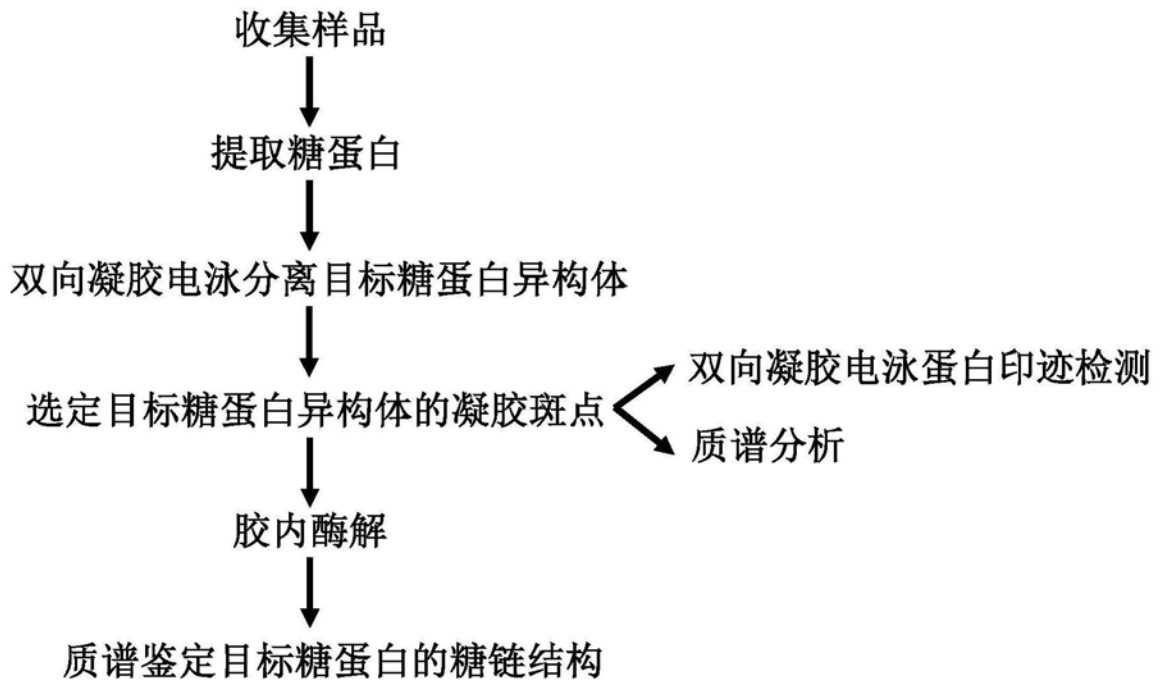 收集样品
提取糖蛋白
双向凝胶电泳分离目标糖蛋白异构体
选定目标糖蛋白异构体的凝胶斑点
双向凝胶电泳蛋白印迹检测
质谱分析
胶内酶解
质谱鉴定目标糖蛋白的糖链结构